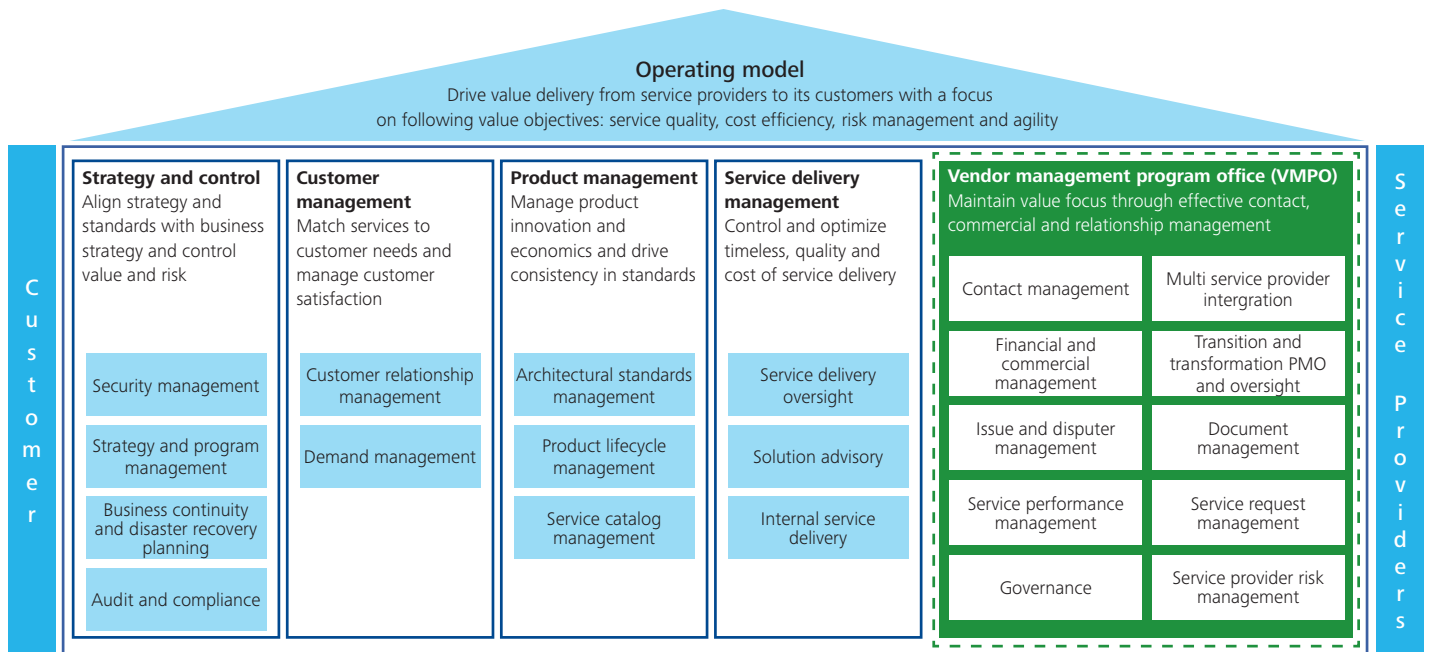 Operating model
Drive value delivery from service providers to its customers with a focus
on following value objectives: service quality, cost efficiency, risk management and agility
Customer
Strategy and control
Align strategy and
standards with business
strategy and control
value and risk
Security management
Strategy and program
management
Business continuity
and disaster recovery
planning
Audit and compliance
Customer
management
Match services to
customer needs and
manage customer
satisfaction
Customer relationship
management
Demand management
Product management
Manage product
innovation and
economics and drive
consistency in standards
Architectural standards
management
Product lifecycle
management
Service catalog
management
Service delivery
management
Control and optimize
timeless, quality and
cost of service delivery
Service delivery
oversight
Solution advisory
Internal service
delivery
Vendor management program office (VMPO)
Maintain value focus through effective contact,
commercial and relationship management
Contact management
Multi service provider
intergration
Financial and
commercial
management
Transition and
transformation PMO
and oversight
Issue and disputer
management
Document
management
Service performance
management
Service request
management
Governance
Service provider risk
management
Service Providers